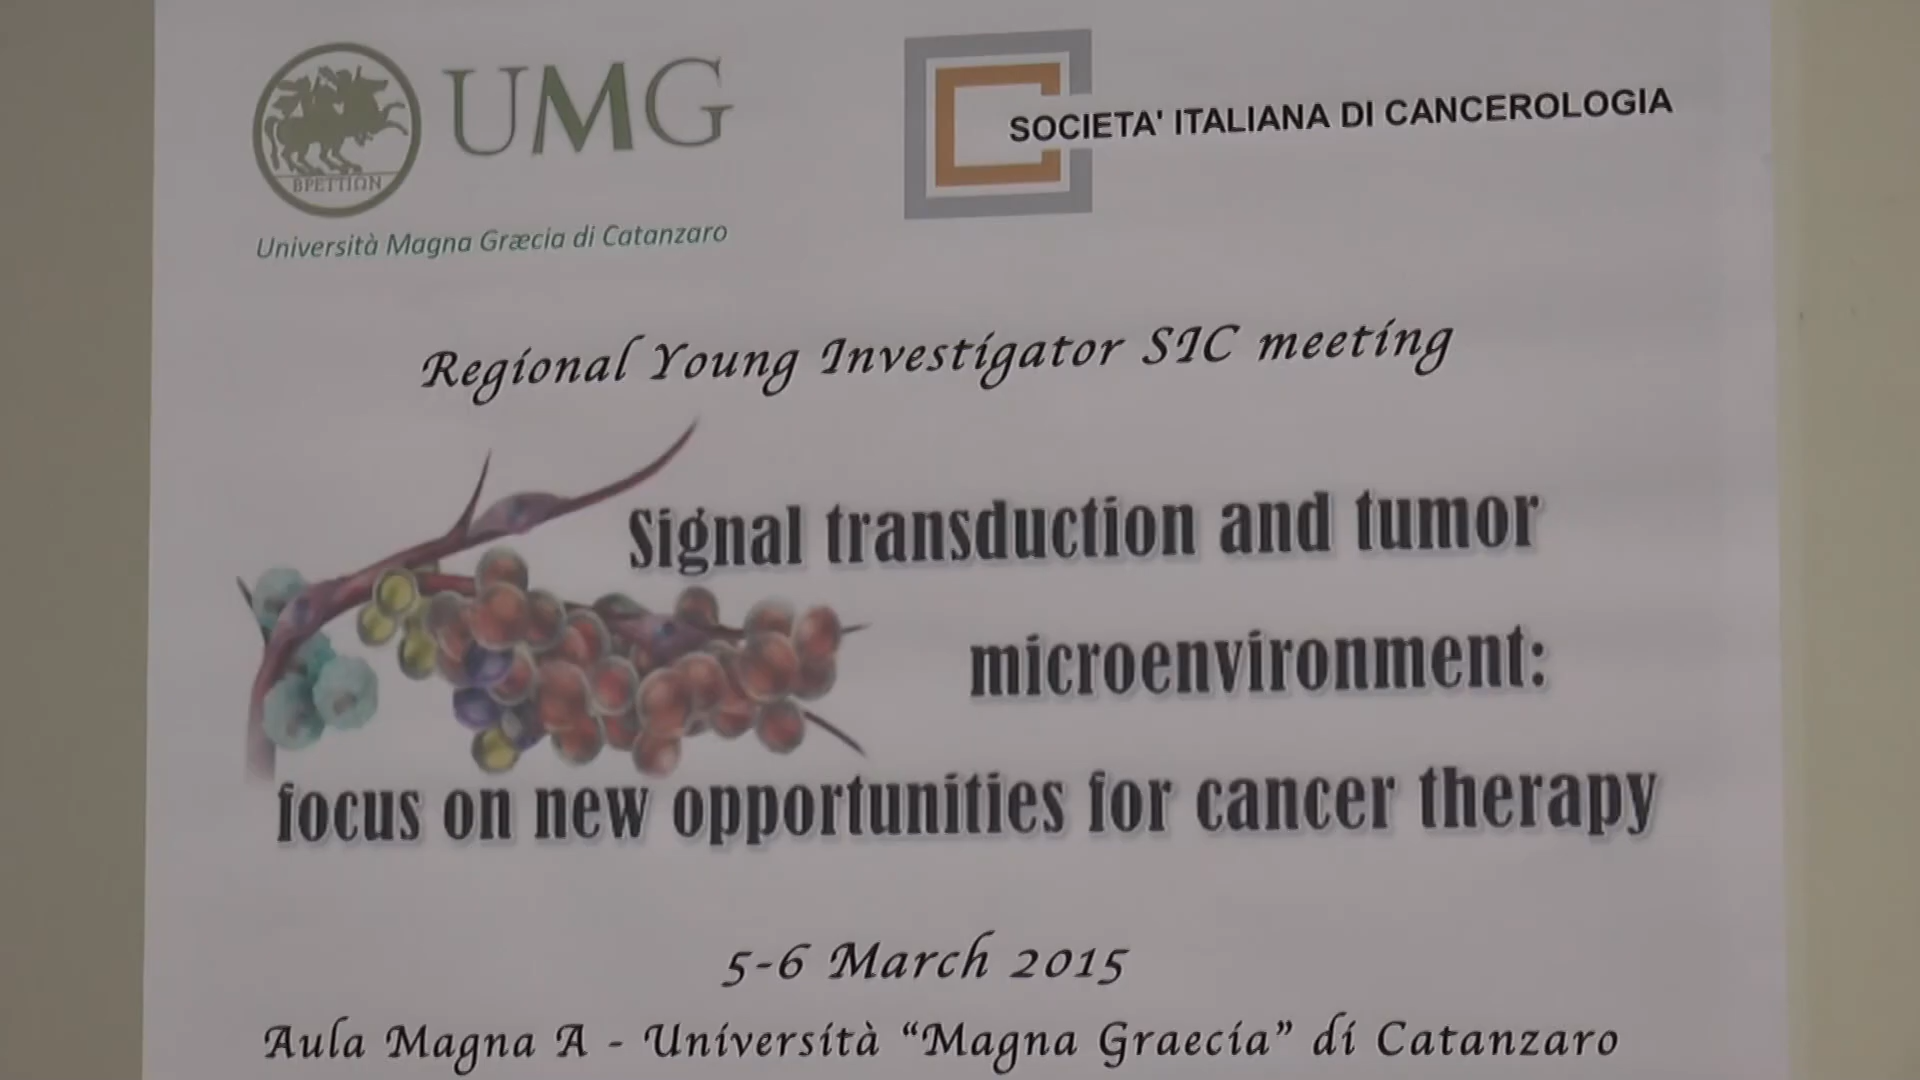 UMG
ΒΡΕΤΤΙΩΝ
Università Magna Græcia di Catanzaro
SOCIETA' ITALIANA DI CANCEROLOGIA
Regional Young Investigator SIC meeting
Signal transduction and tumor
microenvironment:
focus on new opportunities for cancer therapy
5-6 March 2015
Aula Magna A - Università “Magna Graecia” di Catanzaro